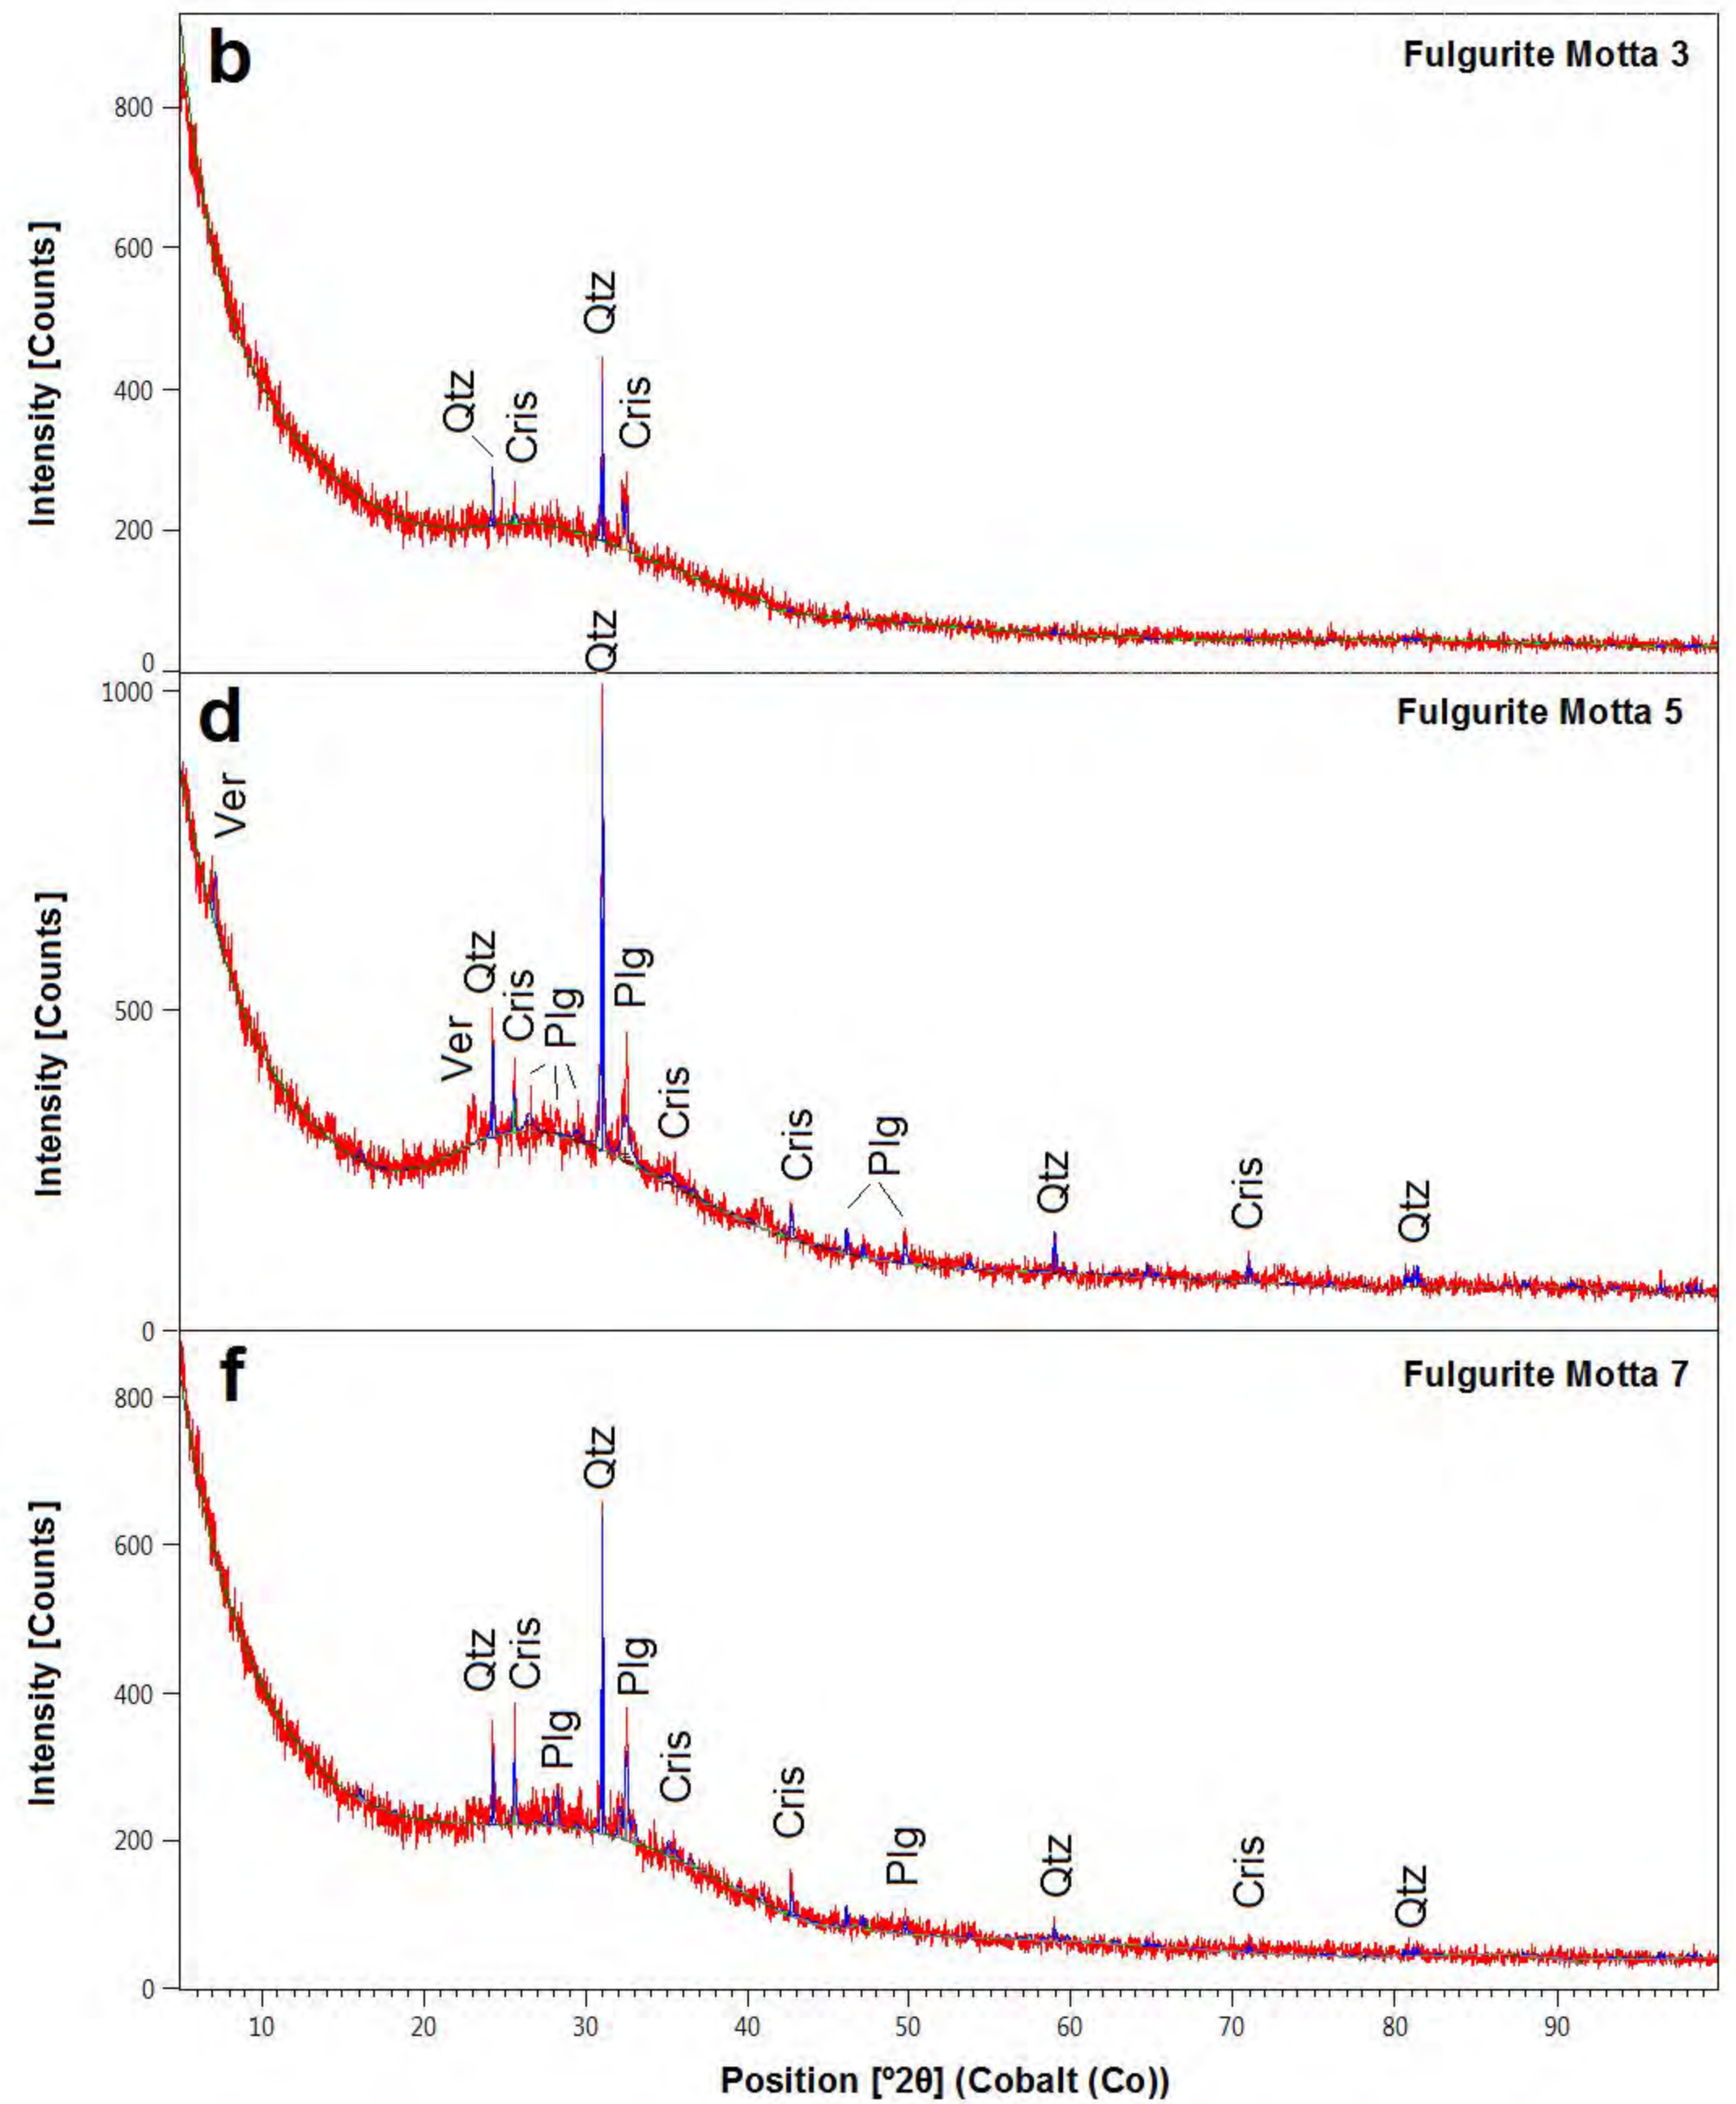 b
Fulgurite Motta 3
Intensity [Counts]
800
600
400
200
0
Qtz
Cris
Qtz
Cris
d
Fulgurite Motta 5
Intensity [Counts]
1000
500
0
Ver
Ver
Qtz
Cris
Plg
Qtz
Plg
Cris
Cris
Plg
Qtz
Cris
Qtz
f
Fulgurite Motta 7
Intensity [Counts]
800
600
400
200
0
Qtz
Cris
Plg
Qtz
Plg
Cris
Cris
Plg
Qtz
Cris
Qtz
10 20 30 40 50 60 70 80 90
Position [°2θ] (Cobalt (Co))